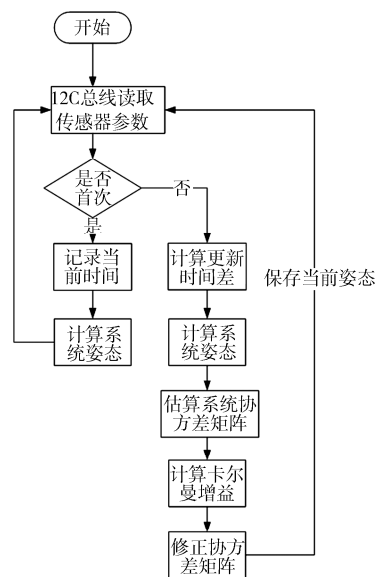 开始
12C总线读取
传感器参数
是否
首次
否
是
记录当
前时间
计算更新
时间差
保存当前姿态
计算系
统姿态
计算系
统姿态
估算系统协
方差矩阵
计算卡尔
曼增益
修正协方
差矩阵